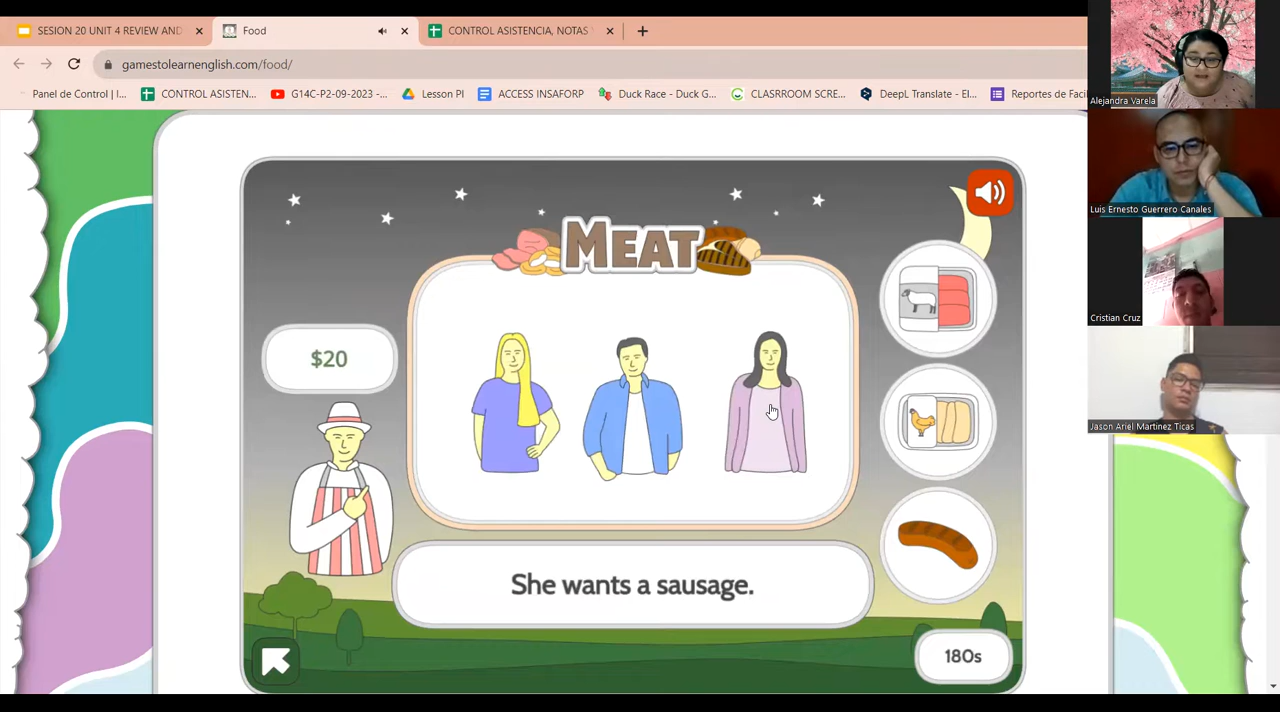 SESION 20 UNIT 4 REVIEW AND
Food
CONTROL ASISTENCIA, NOTAS
gamestolearnenglish.com/food/
Panel de Control | I...
CONTROL ASISTEN...
G14C-P2-09-2023 -...
Lesson Pl
ACCESS INSAFORP
Duck Race - Duck G...
CLASRROOM SCRE...
DeepL Translate - El...
Reportes de Facil
Alejandra Varela
Luis Ernesto Guerrero Canales
Cristian Cruz
Jason Ariel Martinez Ticas
MEAT
$20
She wants a sausage.
180s